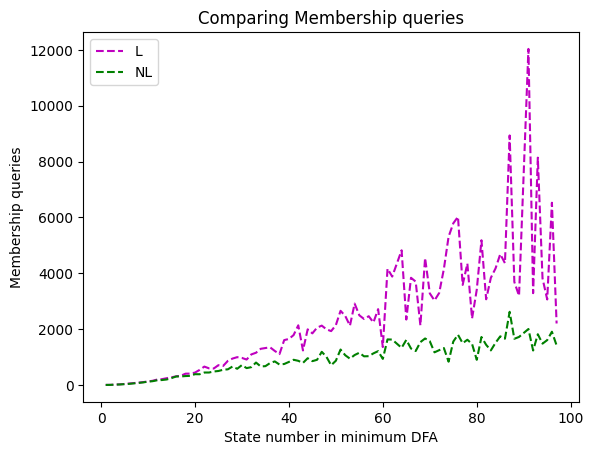 Comparing Membership queries
L
NL
Membership queries
12000
10000
8000
6000
4000
2000
0
0 20 40 60 80 100
State number in minimum DFA